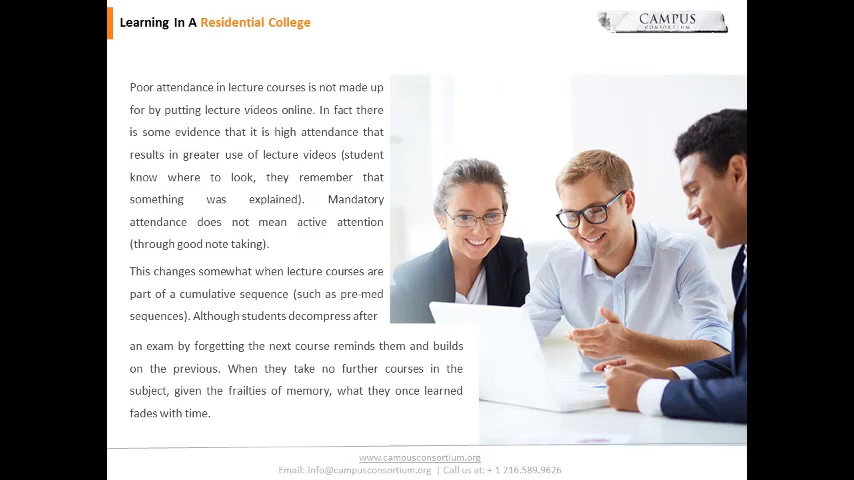 Learning In A Residential College
CAMPUS
CONSORTIUM
Poor attendance in lecture courses is not made up
for by putting lecture videos online. In fact there
is some evidence that it is high attendance that
results in greater use of lecture videos (student
know where to look, they remember that
something was explained). Mandatory
attendance does not mean active attention
(through good note taking).
This changes somewhat when lecture courses are
part of a cumulative sequence (such as pre-med
sequences). Although students decompress after
an exam by forgetting the next course reminds them and builds
on the previous. When they take no further courses in the
subject, given the frailties of memory, what they once learned
fades with time.
www.campusconsortium.org
Email: info@campusconsortium.org | Call us at: + 1 216.589.9626